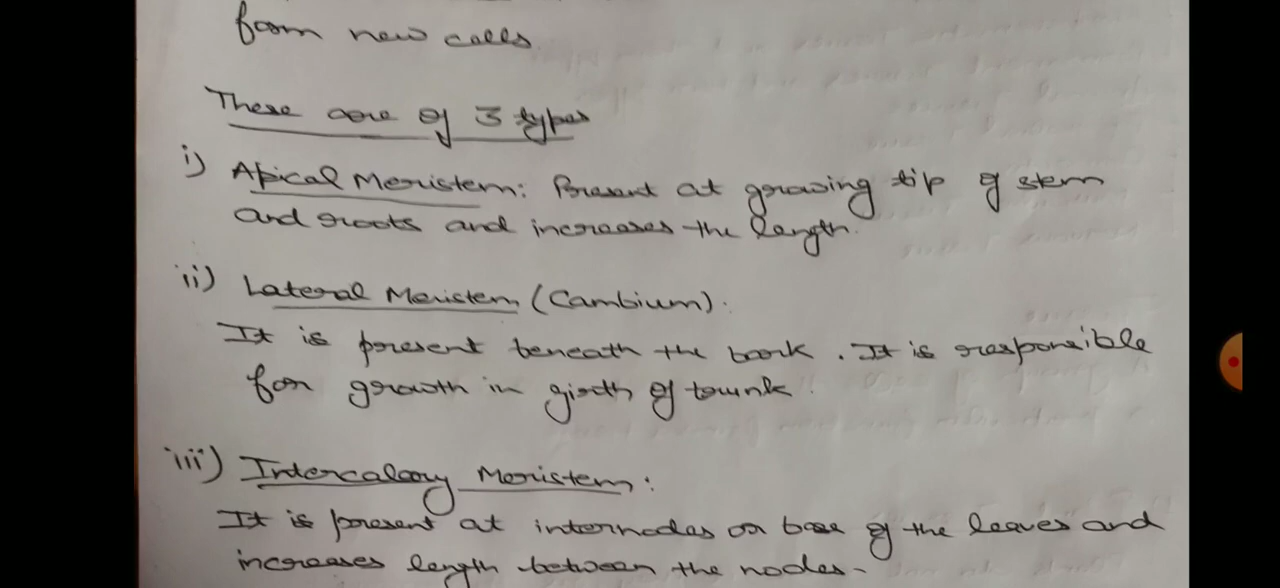 form new cells
These are of 3 types
i) Apical Meristem: Present at growing tip of stem
and roots and increases the length.
ii) Lateral Meristem (Cambium).
It is present beneath the bark. It is responsible
for growth in girth of trunk.
iii) Intercalary Meristem:
It is present at internodes or base of the leaves and
increases length between the nodes-